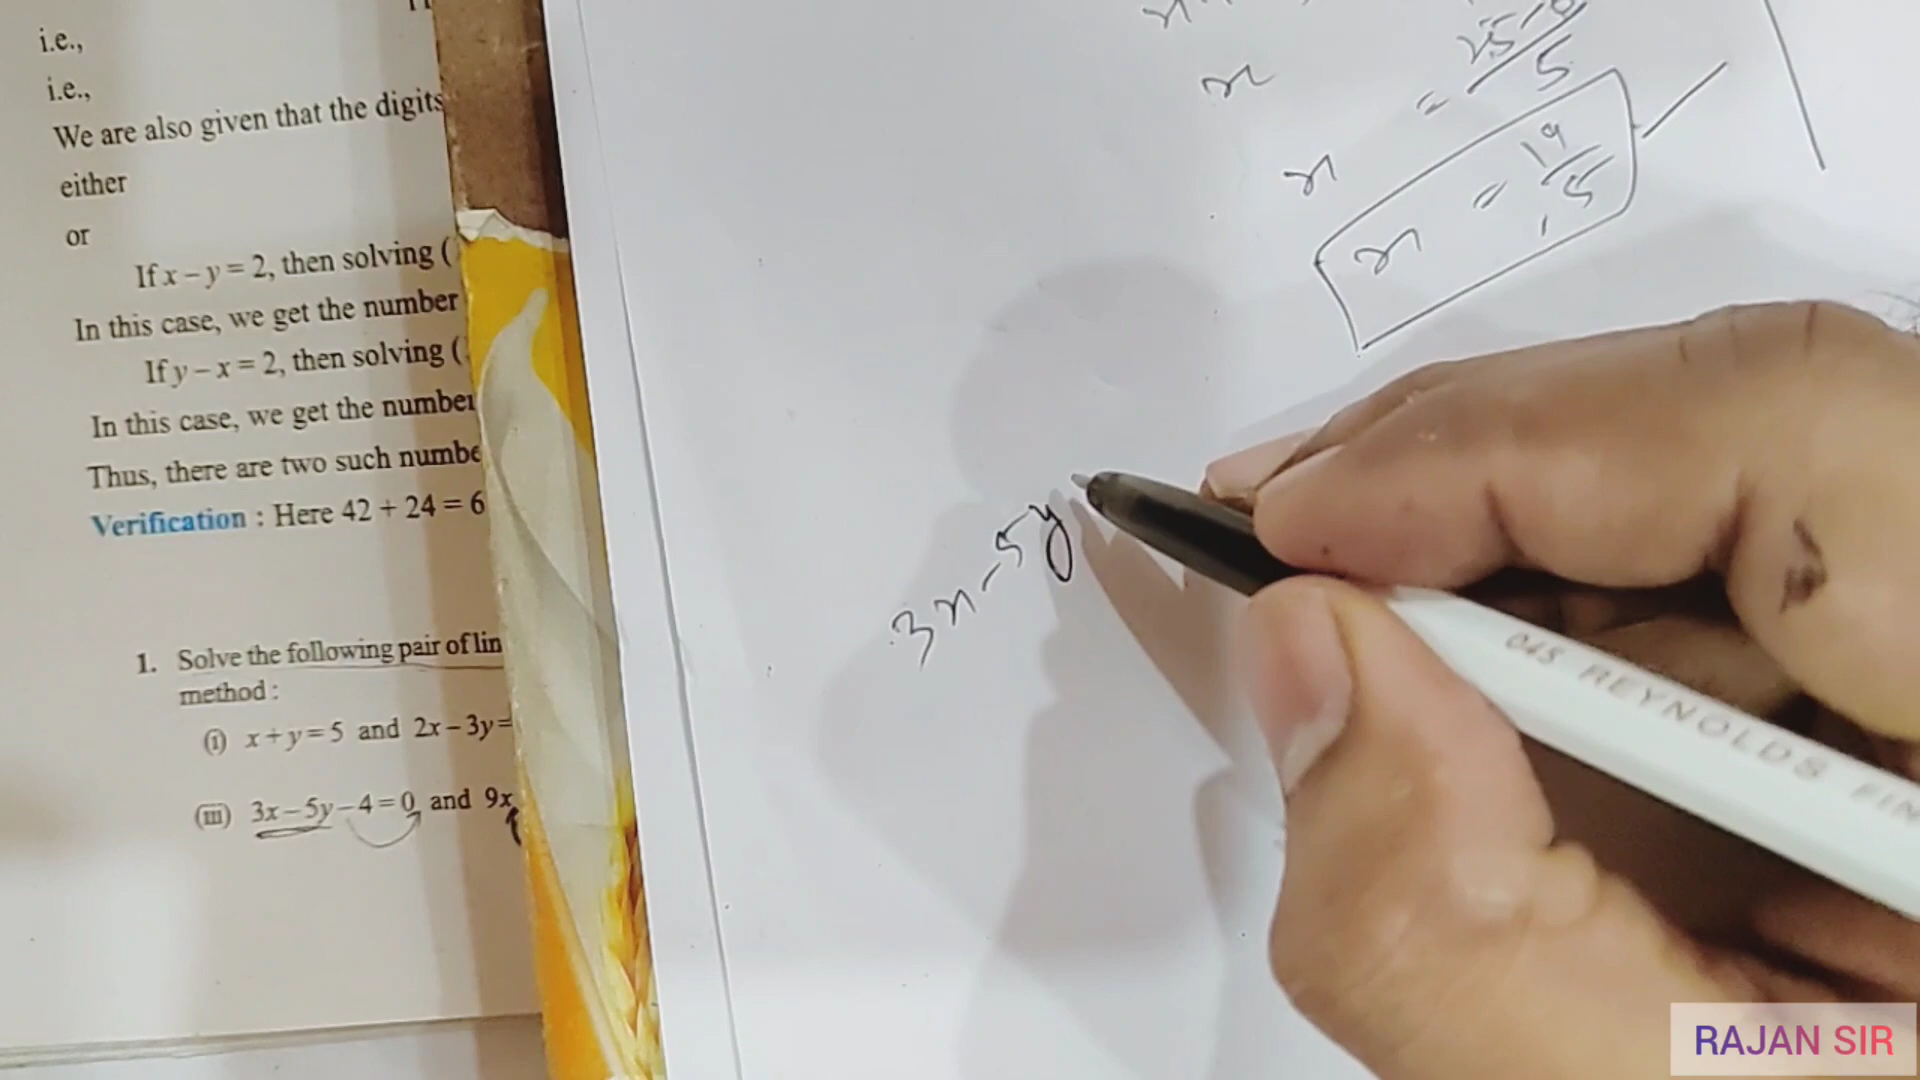 i.e.,
i.e.,
We are also given that the digits
either
or
If x – y = 2, then solving (
In this case, we get the number
If y – x = 2, then solving (
In this case, we get the number
Thus, there are two such numbe
Verification : Here 42 + 24 = 6
1. Solve the following pair of lin
method :
(i) x + y = 5 and 2x – 3y =
(iii) 3x – 5y – 4 = 0 and 9x
x
= 5
x
x = 19/5
3x - 5y
045 REYNOLDS FIN
RAJAN SIR